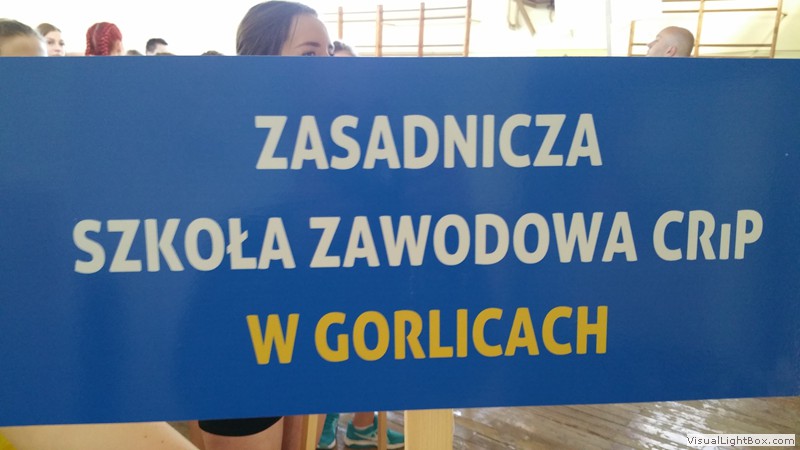 ZASADNICZA
SZKOŁA ZAWODOWA CRiP
W GORLICACH
VisualLightBox.com